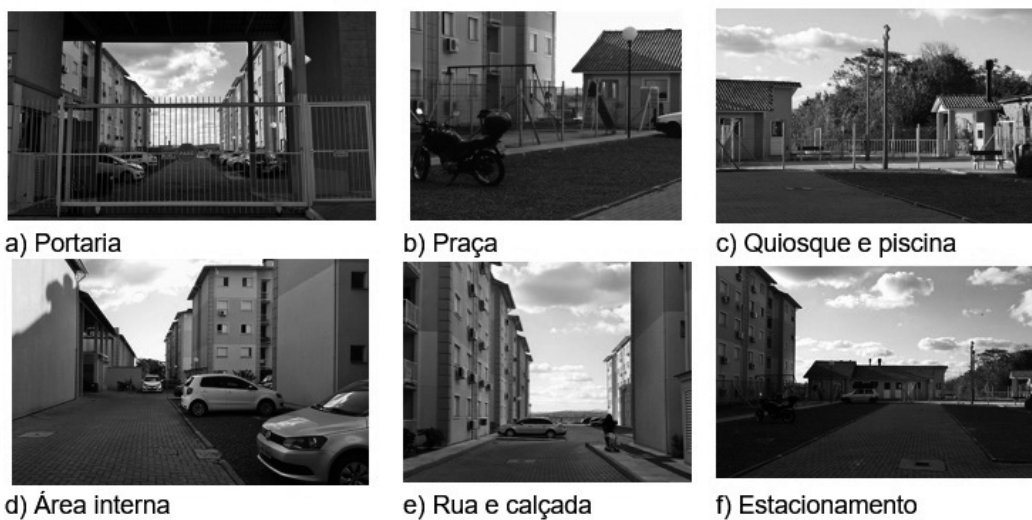 a) Portaria
b) Praça
c) Quiosque e piscina
d) Área interna
e) Rua e calçada
f) Estacionamento